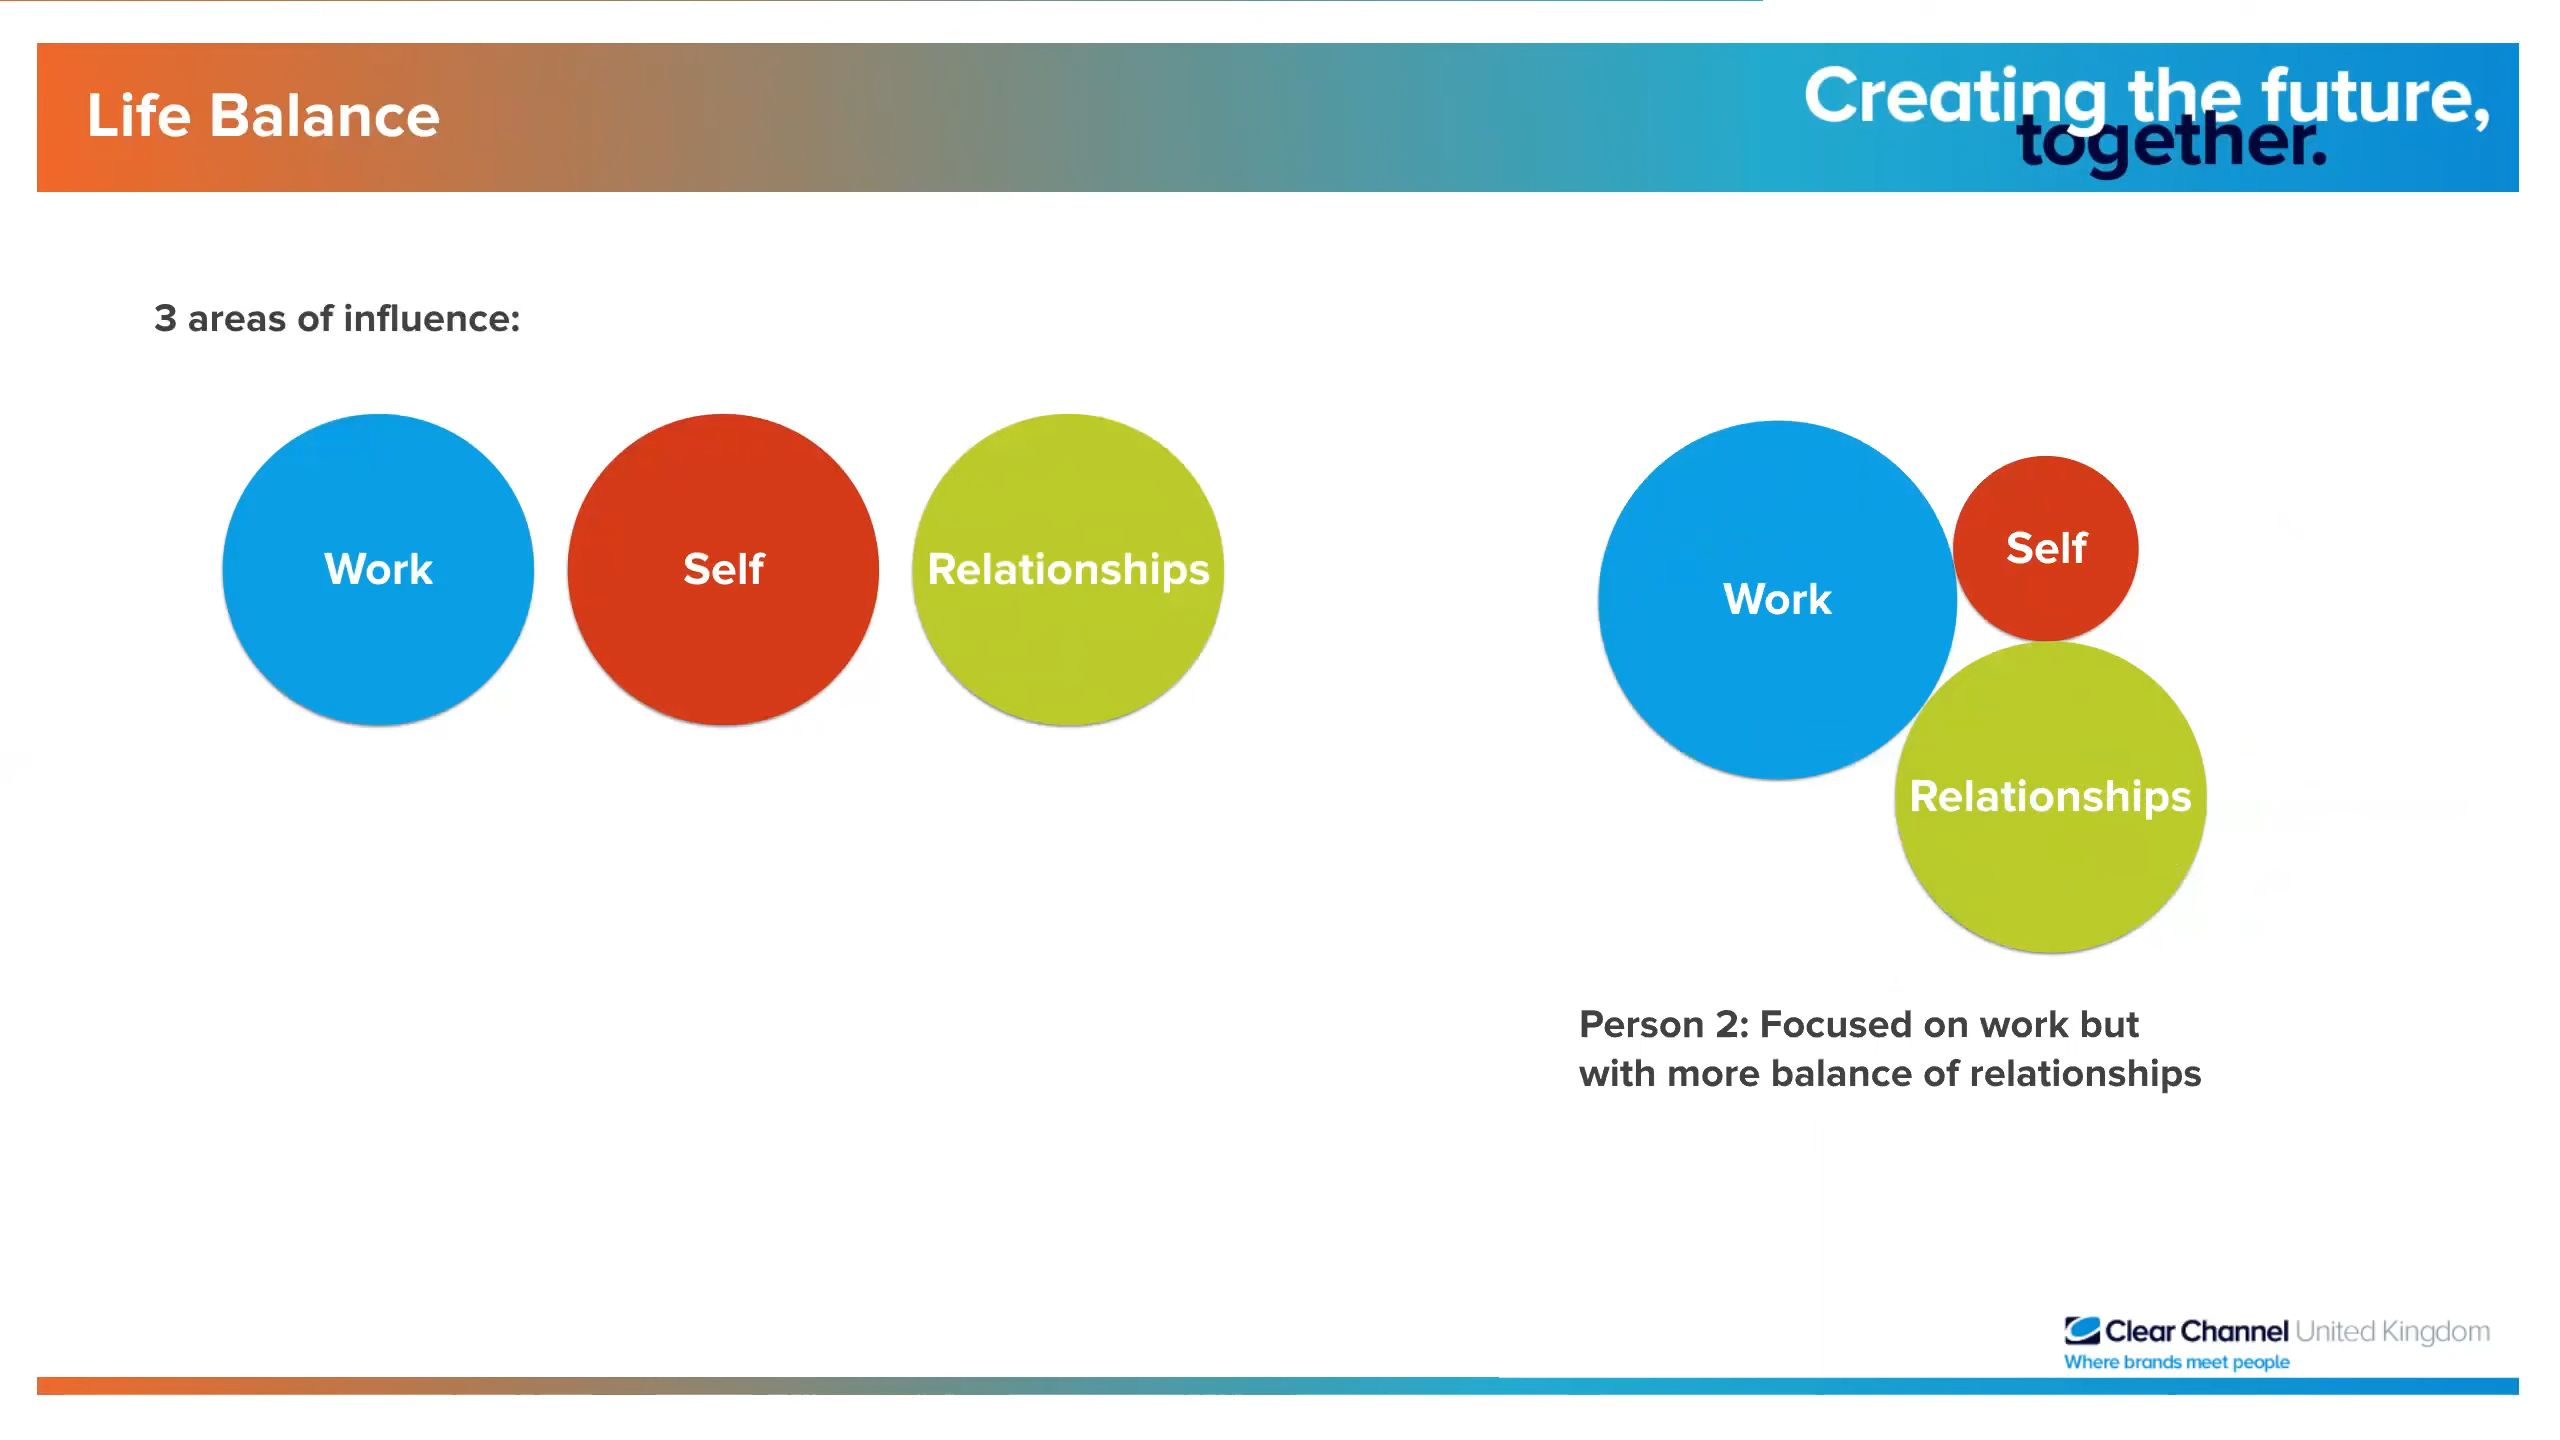 Life Balance
Creating the future,
together.
3 areas of influence:
Work
Self
Relationships
Work
Self
Relationships
Person 2: Focused on work but
with more balance of relationships
Clear Channel United Kingdom
Where brands meet people